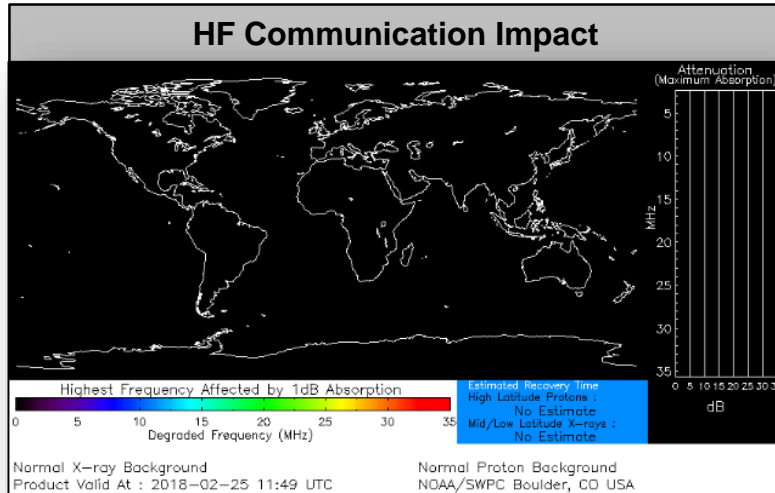 HF Communication Impact
Attenuation
(Maximum Absorption)
5
10
15
20
25
30
35
MHz
0 5 10 15 20 25 30
dB
Highest Frequency Affected by 1dB Absorption
0 5 10 15 20 25 30 35
Degraded Frequency (MHz)
Estimated Recovery Time
High Latitude Protons :
No Estimate
Mid/Low Latitude X-rays :
No Estimate
Normal X-ray Background
Product Valid At : 2018-02-25 11:49 UTC
Normal Proton Background
NOAA/SWPC Boulder, CO USA